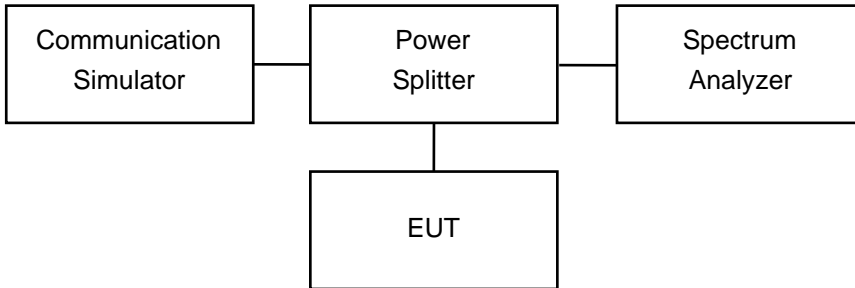 Communication
Simulator
Power
Splitter
Spectrum
Analyzer
EUT